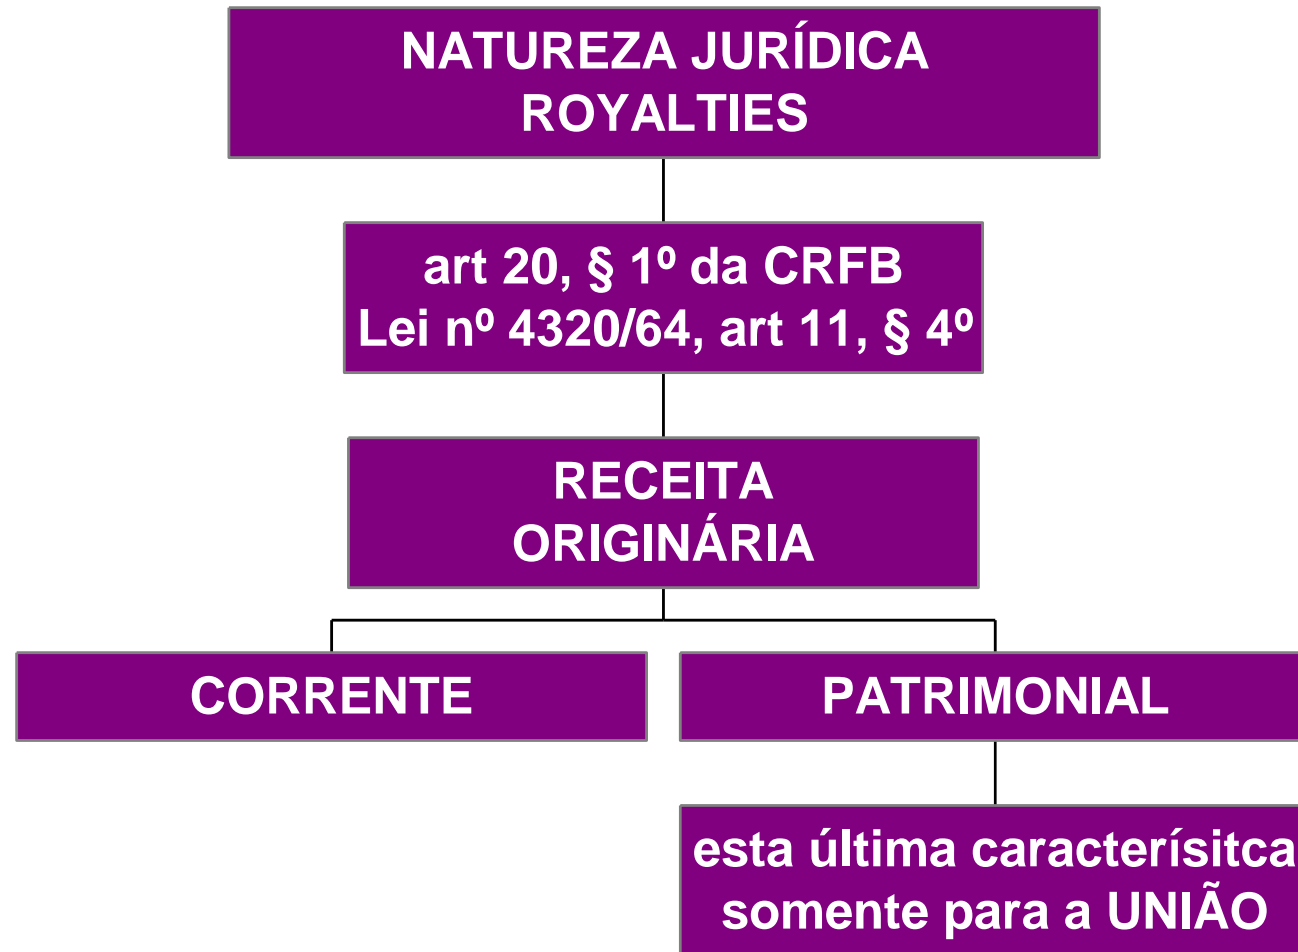 NATUREZA JURÍDICA
ROYALTIES
art 20, § 1º da CRFB
Lei nº 4320/64, art 11, § 4º
RECEITA
ORIGINÁRIA
CORRENTE
PATRIMONIAL
esta última caracterísitca
somente para a UNIÃO